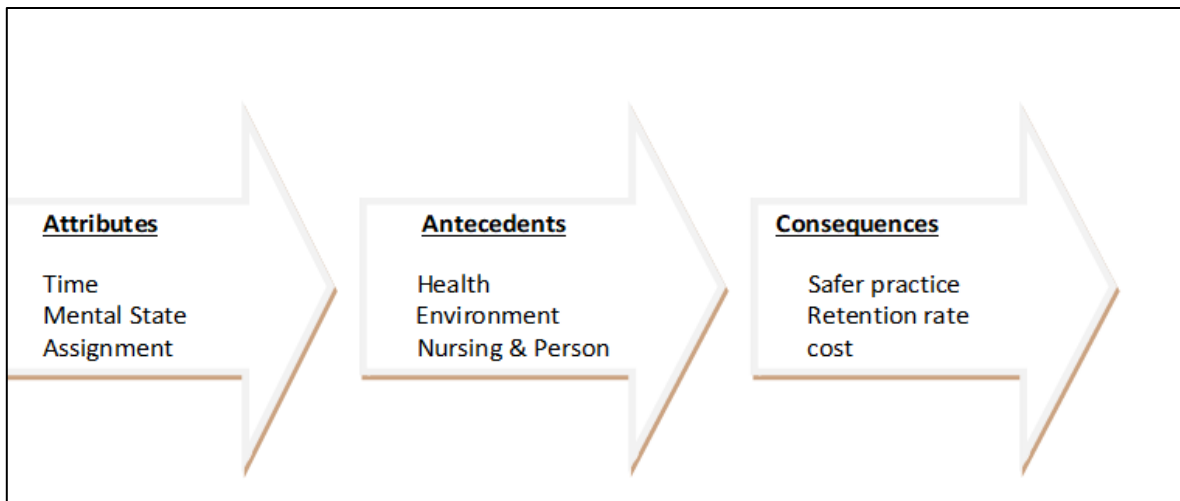 Attributes
Time
Mental State
Assignment
Antecedents
Health
Environment
Nursing & Person
Consequences
Safer practice
Retention rate
cost